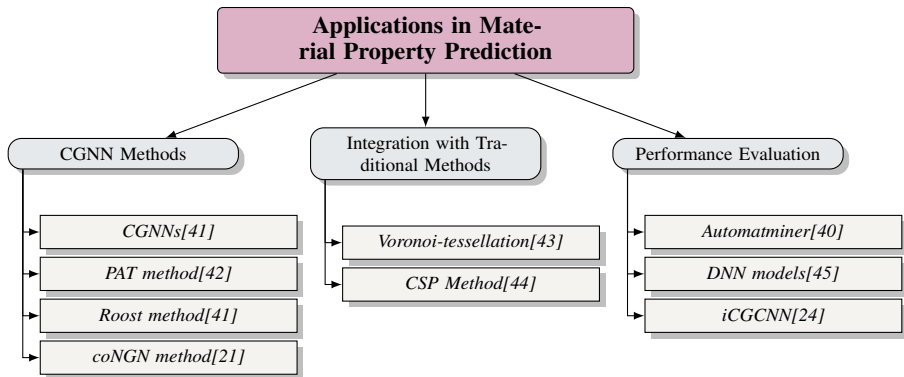 Applications in Mate-
rial Property Prediction
CGNN Methods
CGNNs[41]
PAT method[42]
Roost method[41]
coNGN method[21]
Integration with Tra-
ditional Methods
Voronoi-tessellation[43]
CSP Method[44]
Performance Evaluation
Automatminer[40]
DNN models[45]
iCGCNN[24]